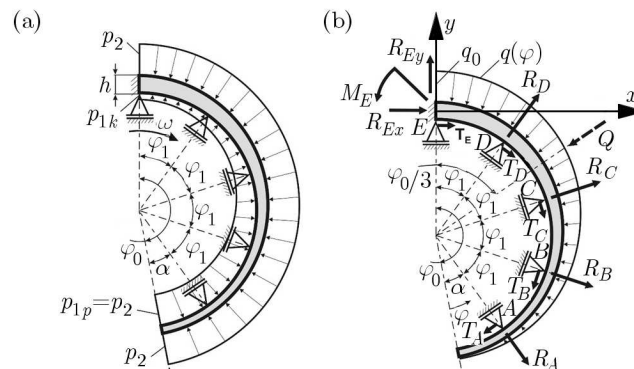 (a)
p2
h
p1k
ω
φ1
φ1
φ1
φ1
φ0
α
p1p=p2
p2
(b)
y
REy
q0
q(φ)
RD
ME
x
REx
E
TE
D
Q
TD
RC
φ0/3
φ1
C
φ1
TC
φ1
B
RB
φ0
φ1
TB
α
φ
A
TA
RA